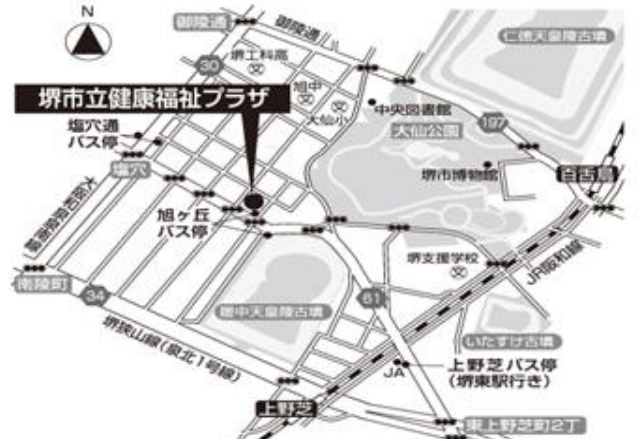 N
御陵通
御陵通
仁徳天皇陵古墳
30
堺工科高
旭中
大仙小
中央図書館
大仙公園
197
堺市立健康福祉プラザ
塩穴通
バス停
塩穴
堺市博物館
百舌鳥
旭ヶ丘
バス停
大阪和泉泉南線
堺支援学校
JR阪和線
南陵町
34
履中天皇陵古墳
61
いたすけ古墳
堺狭山線(泉北1号線)
JA
上野芝バス停
(堺東駅行き)
上野芝
東上野芝町2丁